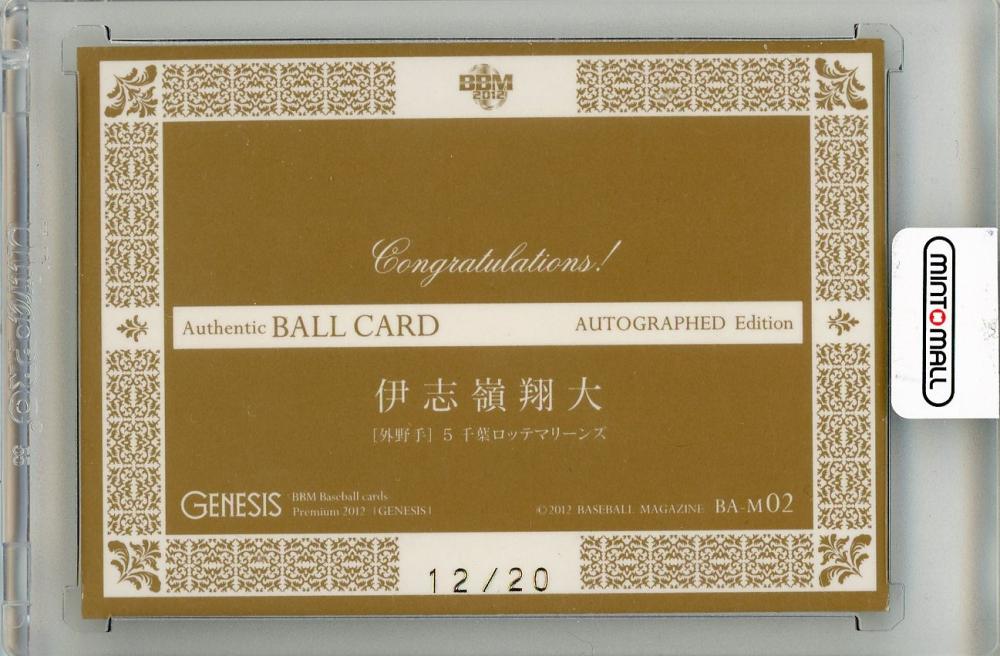 BBM
2012
Congratulations!
Authentic BALL CARD AUTOGRAPHED Edition
伊志嶺翔大
[外野手] 5 千葉ロッテマリーンズ
GENESIS BBM Baseball cards
Premium 2012 [GENESIS]
©2012 BASEBALL MAGAZINE BA-M02
12/20
MINT MALL